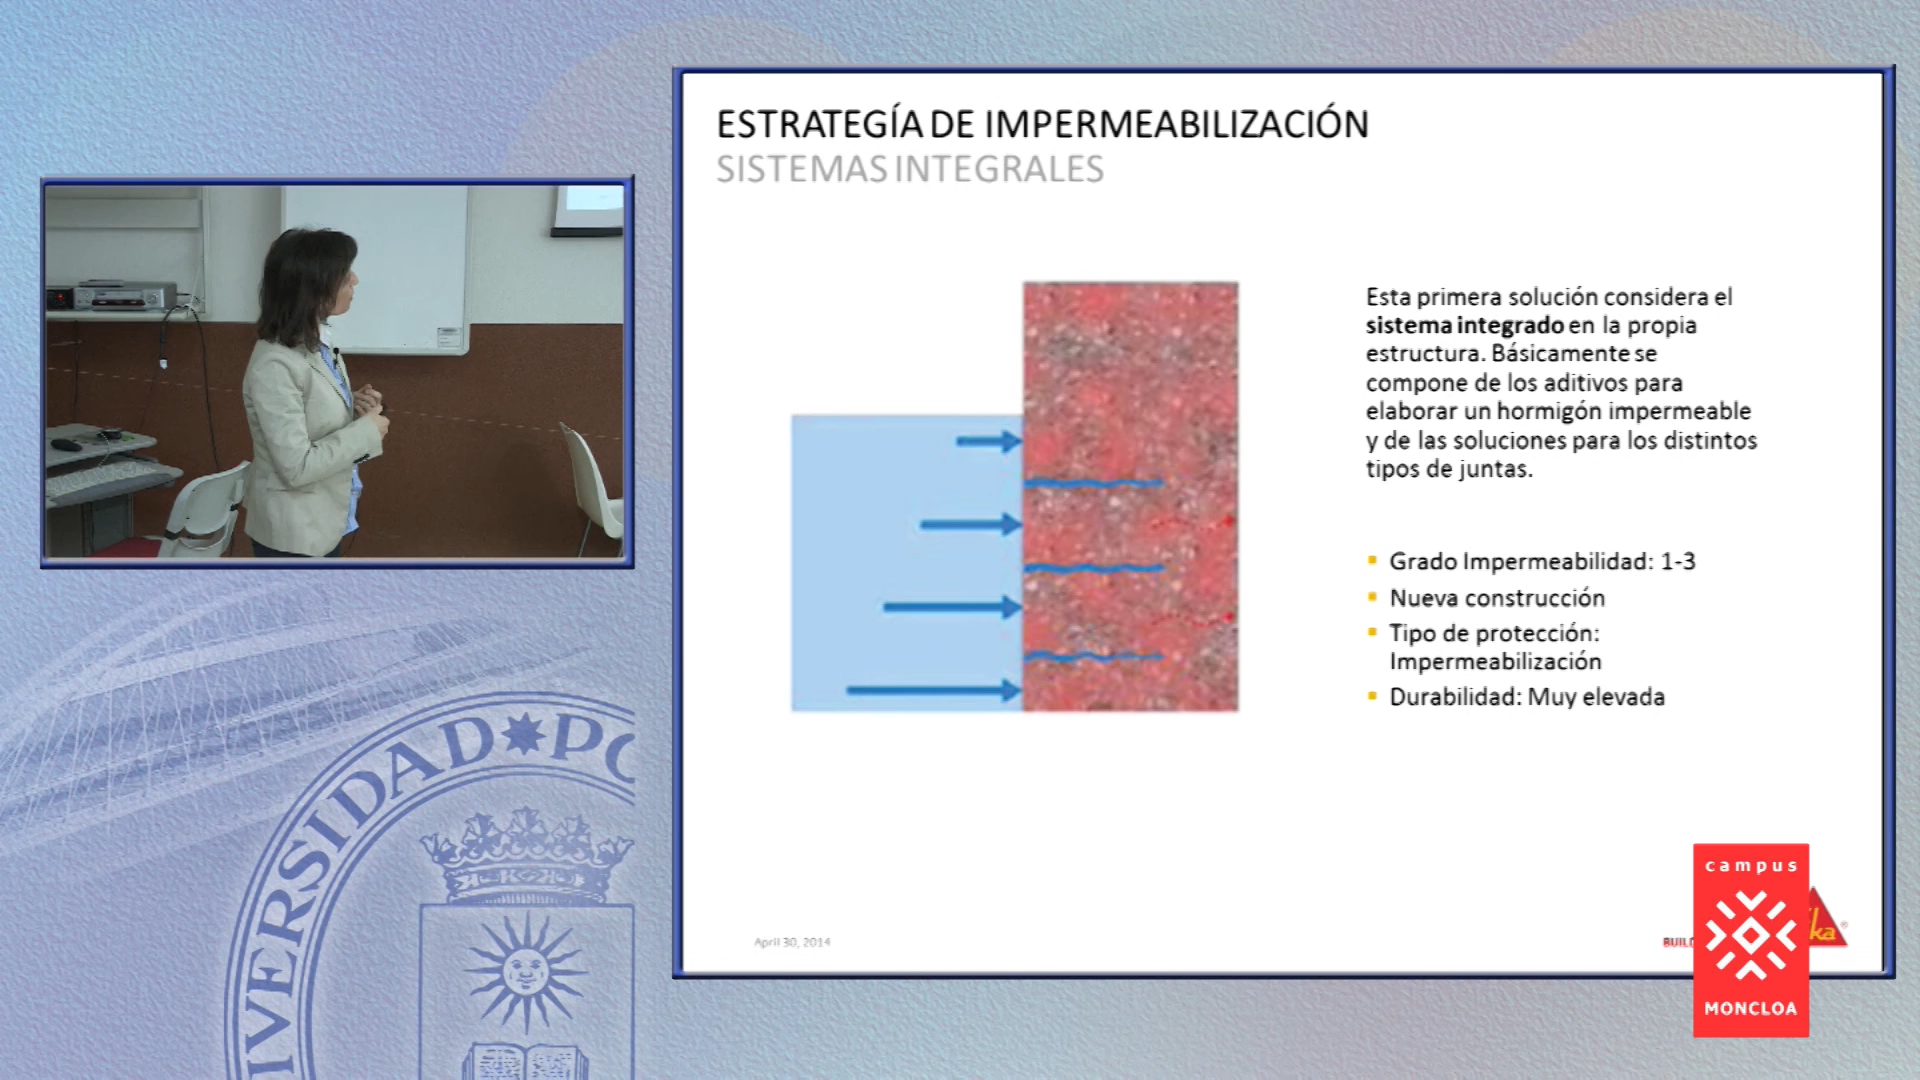 ESTRATEGÍA DE IMPERMEABILIZACIÓN
SISTEMAS INTEGRALES
Esta primera solución considera el
sistema integrado en la propia
estructura. Básicamente se
compone de los aditivos para
elaborar un hormigón impermeable
y de las soluciones para los distintos
tipos de juntas.
Grado Impermeabilidad: 1-3
Nueva construcción
Tipo de protección:
Impermeabilización
Durabilidad: Muy elevada
April 30, 2014
campus
MONCLOA